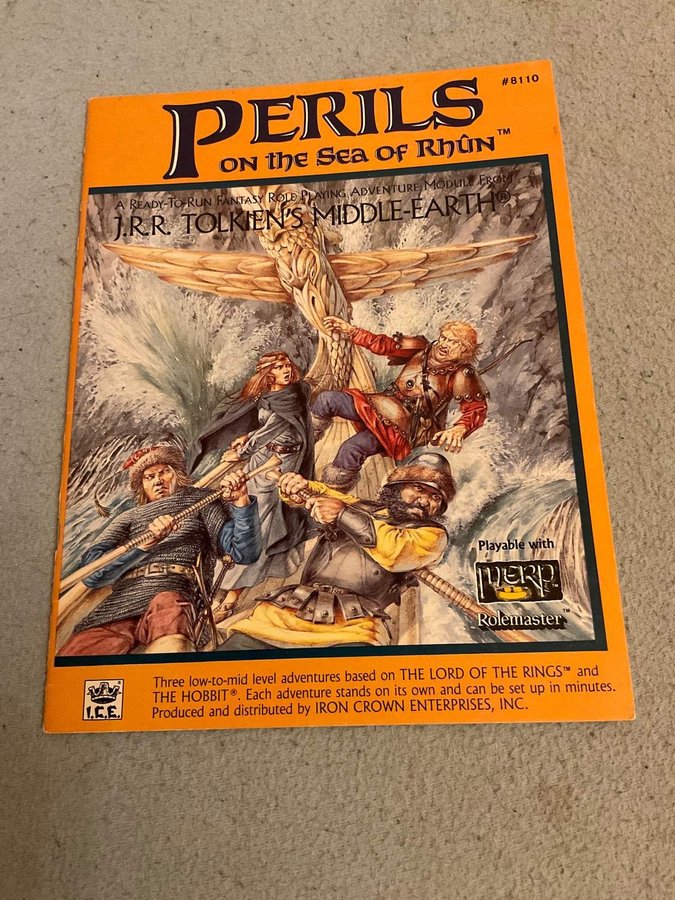 #8110
PERILS
ON the SEA OF RhÛN™
A READY-TO-RUN FANTASY ROLE PLAYING ADVENTURE MODULE FROM
J.R.R. TOLKIEN'S MIDDLE-EARTH®
Playable with
MERP
Rolemaster™
Three low-to-mid level adventures based on THE LORD OF THE RINGS™ and
THE HOBBIT®. Each adventure stands on its own and can be set up in minutes.
Produced and distributed by IRON CROWN ENTERPRISES, INC.
I.C.E.